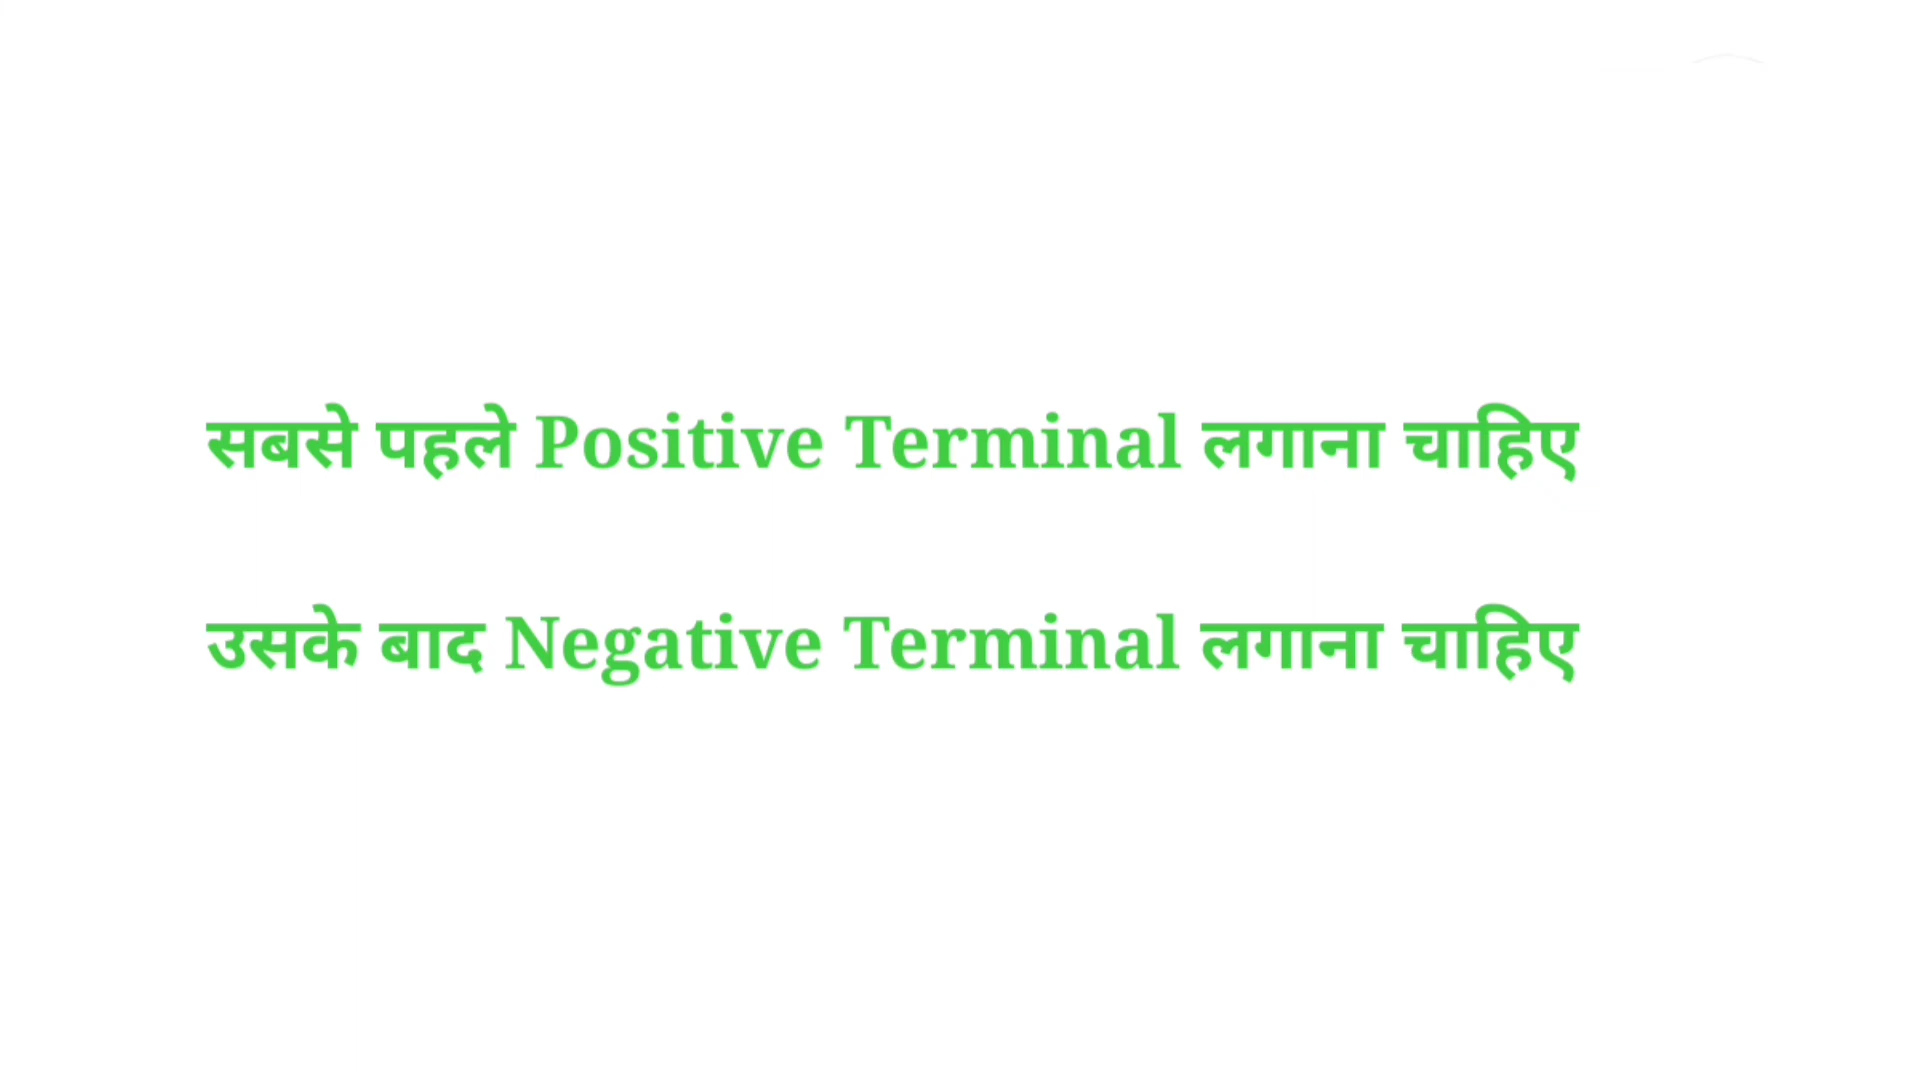 सबसे पहले Positive Terminal लगाना चाहिए
उसके बाद Negative Terminal लगाना चाहिए